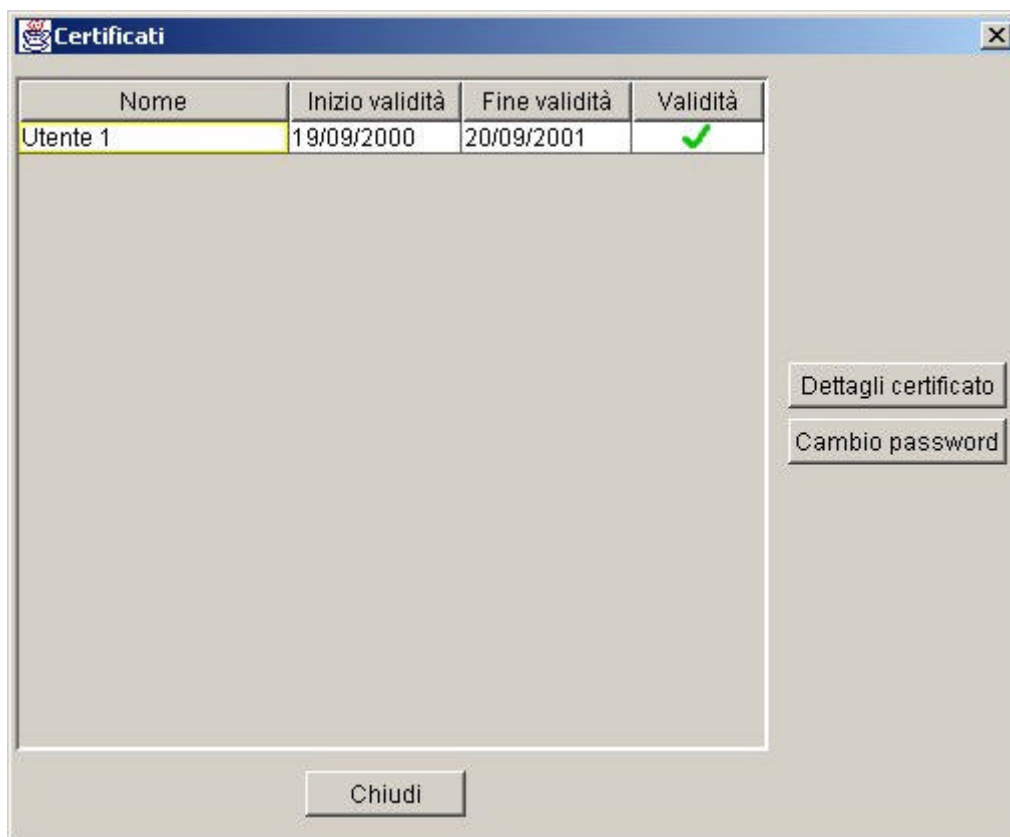 Certificati
Nome Inizio validità Fine validità Validità
Utente 1 19/09/2000 20/09/2001
Dettagli certificato
Cambio password
Chiudi